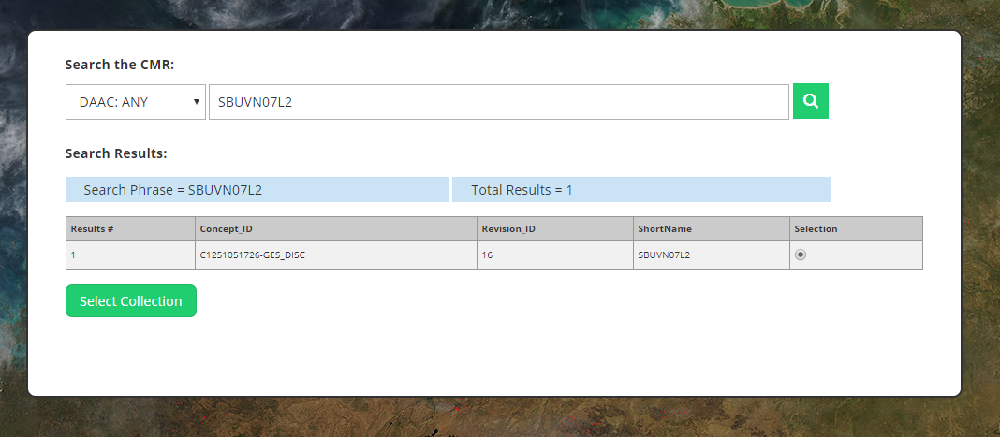 Search the CMR:
DAAC: ANY SBUVN07L2
Search Results:
Search Phrase = SBUVN07L2 Total Results = 1
Results # Concept_ID Revision_ID ShortName Selection
1 C1251051726-GES_DISC 16 SBUVN07L2
Select Collection